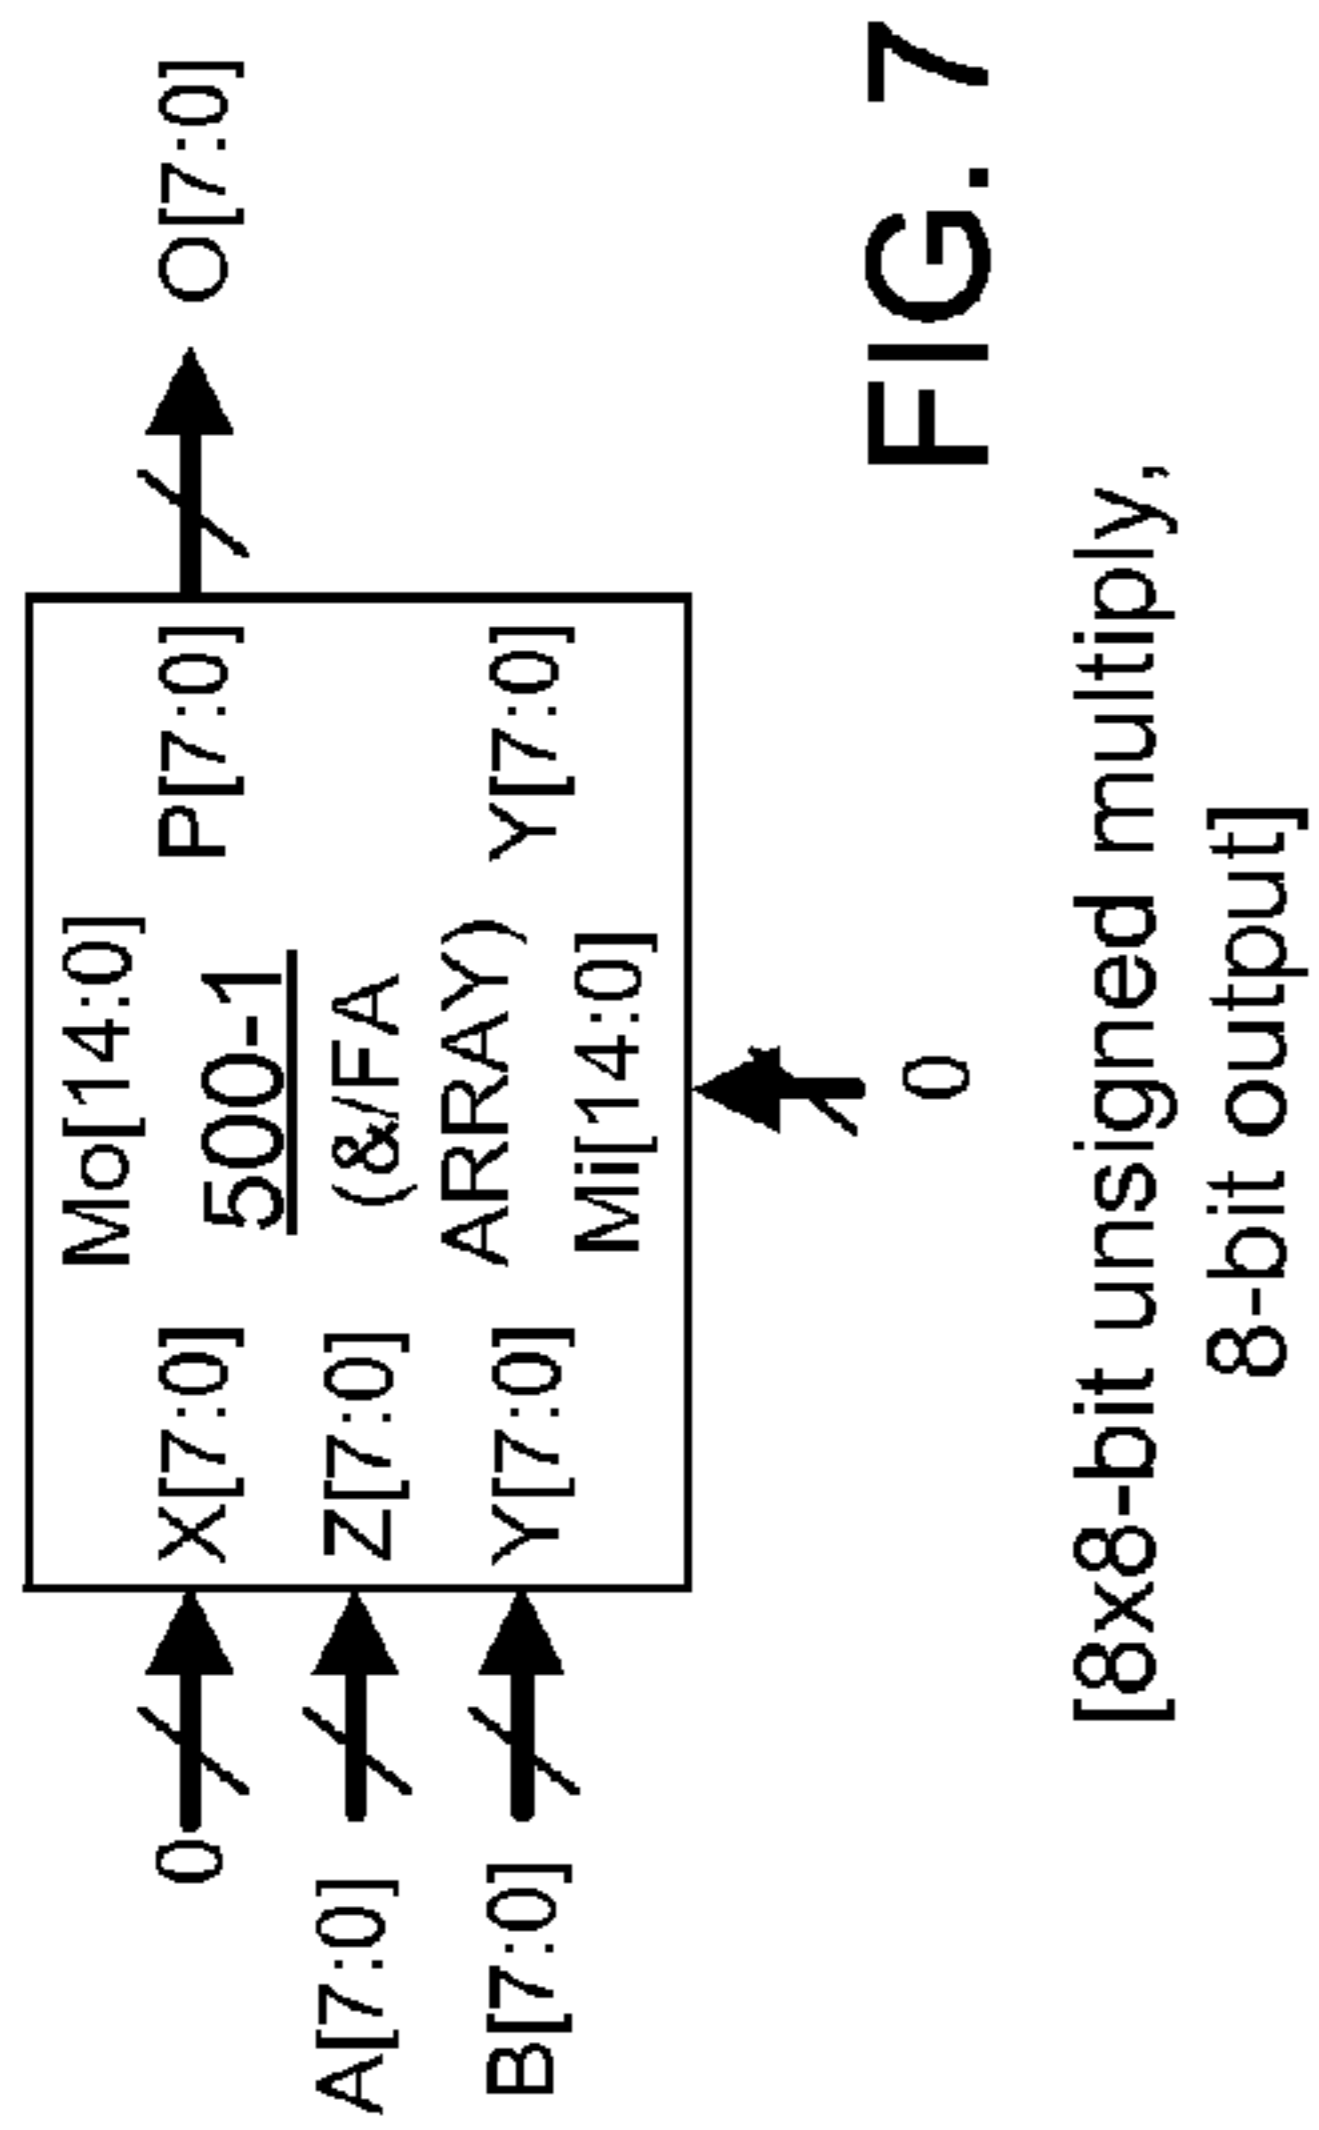 Mo[14:0]
0
X[7:0]
500-1
P[7:0]
O[7:0]
A[7:0]
Z[7:0]
(&/FA
B[7:0]
Y[7:0]
ARRAY)
Y[7:0]
Mi[14:0]
0
FIG. 7
[8x8-bit unsigned multiply,
8-bit output]